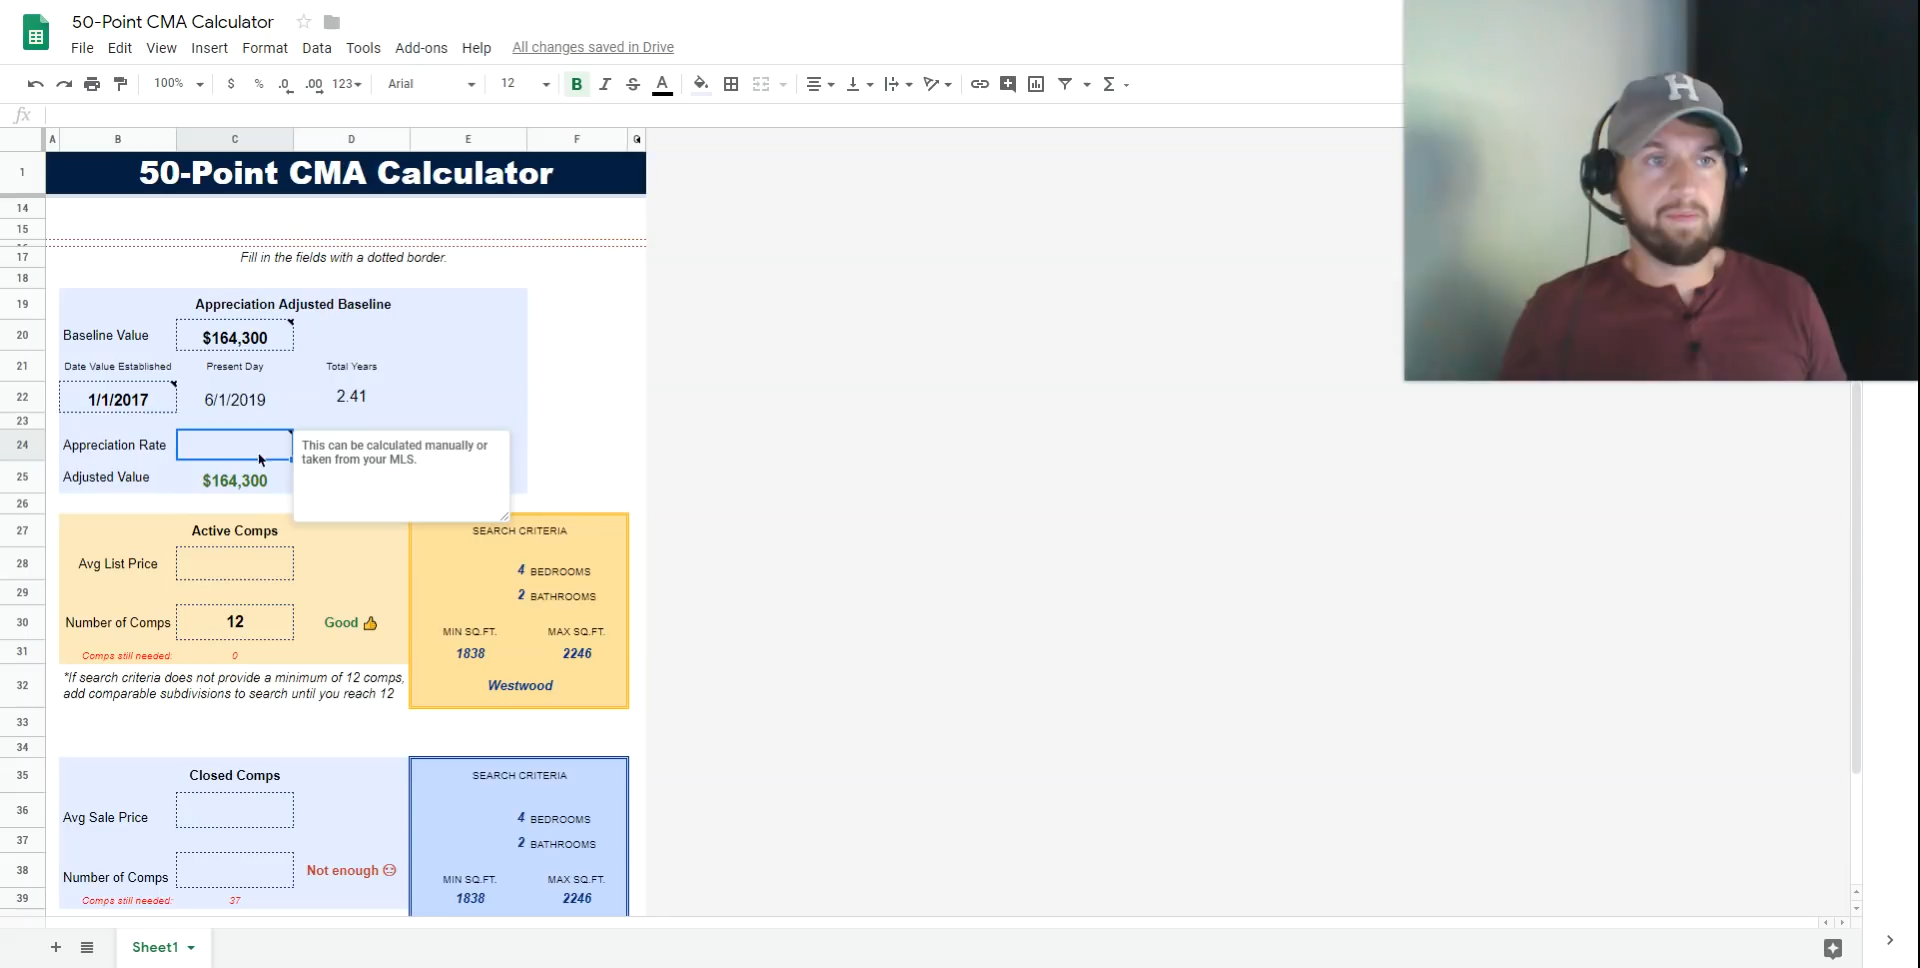 50-Point CMA Calculator
File Edit View Insert Format Data Tools Add-ons Help All changes saved in Drive
100% $ % .0 .00 123 Arial 12 B I S A
fx
A B C D E F G
1 50-Point CMA Calculator
14
15
17 Fill in the fields with a dotted border.
18
19 Appreciation Adjusted Baseline
20 Baseline Value $164,300
21 Date Value Established Present Day Total Years
22 1/1/2017 6/1/2019 2.41
23
24 Appreciation Rate
This can be calculated manually or
taken from your MLS.
25 Adjusted Value $164,300
26
27 Active Comps SEARCH CRITERIA
28 Avg List Price 4 BEDROOMS
29 2 BATHROOMS
30 Number of Comps 12 Good 👍 MIN SQ.FT. MAX SQ.FT.
31 Comps still needed: 0 1838 2246
32 *If search criteria does not provide a minimum of 12 comps,
add comparable subdivisions to search until you reach 12
Westwood
33
34
35 Closed Comps SEARCH CRITERIA
36 Avg Sale Price 4 BEDROOMS
37 2 BATHROOMS
38 Number of Comps Not enough MIN SQ.FT. MAX SQ.FT.
39 Comps still needed: 37 1838 2246
Sheet1
H